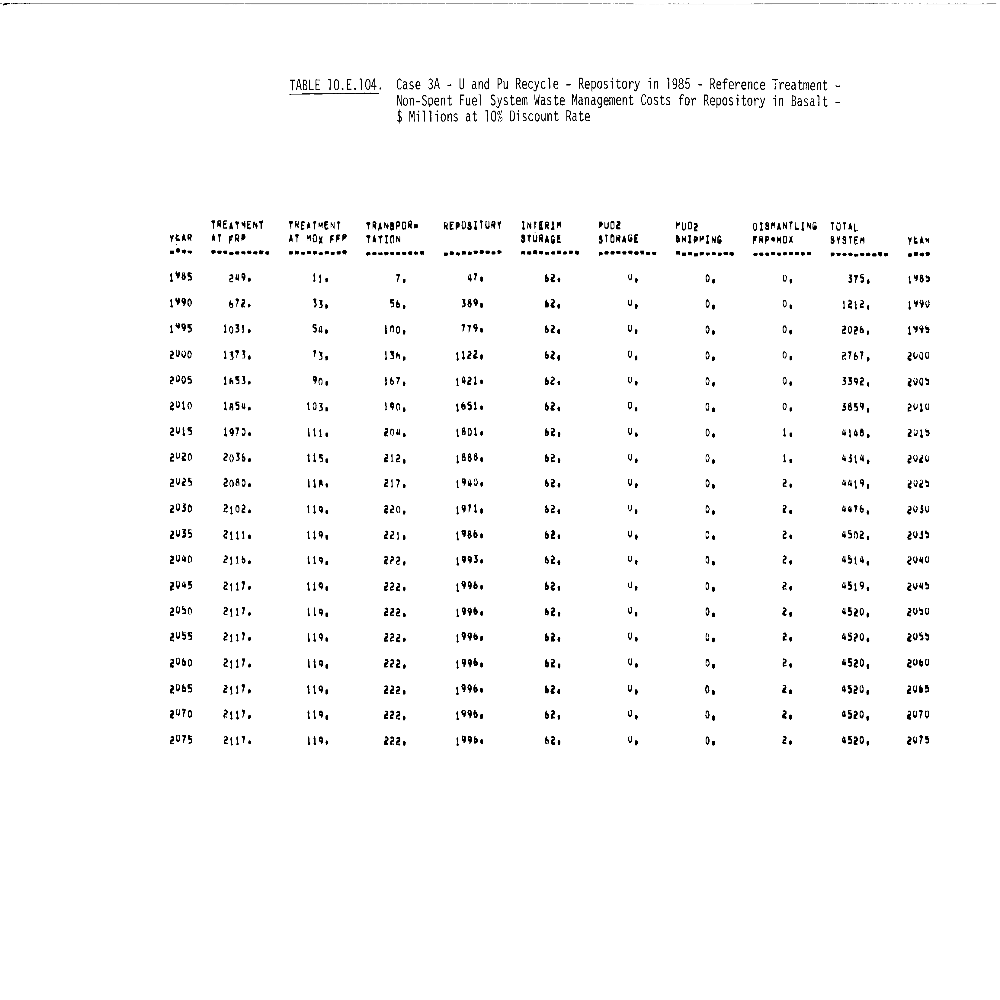 TABLE 10.E.104. Case 3A - U and Pu Recycle - Repository in 1985 - Reference Treatment -
Non-Spent Fuel System Waste Management Costs for Repository in Basalt -
$ Millions at 10% Discount Rate
TREATMENT TREATMENT TRANSPOR- REPOSITORY INTERIM PUO2 MUO2 DISMANTLING TOTAL
YEAR AT FRP AT MOX FFP TATION STORAGE STORAGE SHIPPING FRP+MOX SYSTEM YEAR
1985 249. 11. 7. 47. 62. 0. 0. 0. 375. 1985
1990 672. 33. 56. 389. 62. 0. 0. 0. 1212. 1990
1995 1031. 54. 100. 779. 62. 0. 0. 0. 2026. 1995
2000 1373. 73. 136. 1122. 62. 0. 0. 0. 2767. 2000
2005 1653. 90. 167. 1421. 62. 0. 0. 0. 3392. 2005
2010 1854. 103. 190. 1651. 62. 0. 0. 0. 3859. 2010
2015 1970. 111. 204. 1801. 62. 0. 0. 1. 4148. 2015
2020 2036. 115. 212. 1888. 62. 0. 0. 1. 4314. 2020
2025 2080. 118. 217. 1940. 62. 0. 0. 2. 4419. 2025
2030 2102. 119. 220. 1971. 62. 0. 0. 2. 4476. 2030
2035 2111. 119. 221. 1986. 62. 0. 0. 2. 4502. 2035
2040 2116. 119. 222. 1993. 62. 0. 0. 2. 4514. 2040
2045 2117. 119. 222. 1996. 62. 0. 0. 2. 4519. 2045
2050 2117. 119. 222. 1996. 62. 0. 0. 2. 4520. 2050
2055 2117. 119. 222. 1996. 62. 0. 0. 2. 4520. 2055
2060 2117. 119. 222. 1996. 62. 0. 0. 2. 4520. 2060
2065 2117. 119. 222. 1996. 62. 0. 0. 2. 4520. 2065
2070 2117. 119. 222. 1996. 62. 0. 0. 2. 4520. 2070
2075 2117. 119. 222. 1996. 62. 0. 0. 2. 4520. 2075